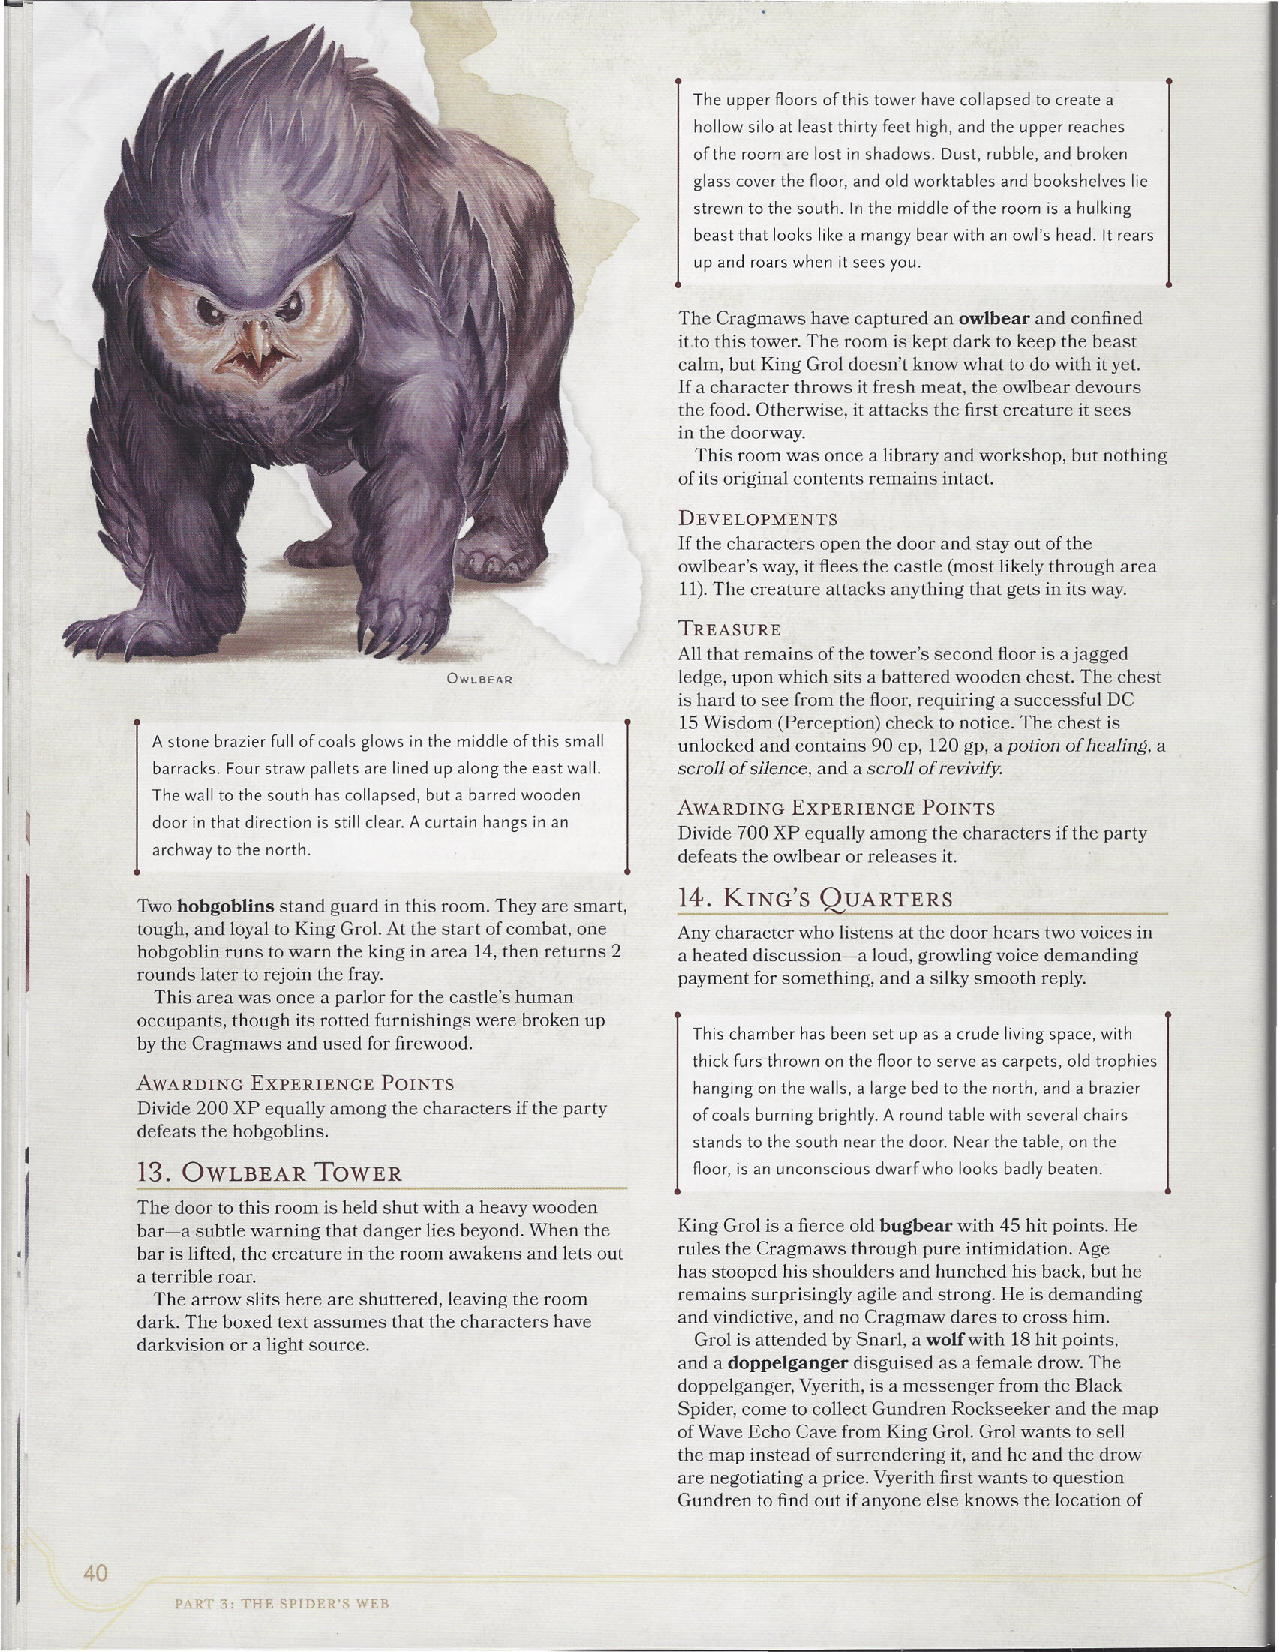 OWLBEAR
A stone brazier full of coals glows in the middle of this small
barracks. Four straw pallets are lined up along the east wall.
The wall to the south has collapsed, but a barred wooden
door in that direction is still clear. A curtain hangs in an
archway to the north.
Two hobgoblins stand guard in this room. They are smart,
tough, and loyal to King Grol. At the start of combat, one
hobgoblin runs to warn the king in area 14, then returns 2
rounds later to rejoin the fray.
This area was once a parlor for the castle's human
occupants, though its rotted furnishings were broken up
by the Cragmaws and used for firewood.
AWARDING EXPERIENCE POINTS
Divide 200 XP equally among the characters if the party
defeats the hobgoblins.
13. OWLBEAR TOWER
The door to this room is held shut with a heavy wooden
bar—a subtle warning that danger lies beyond. When the
bar is lifted, the creature in the room awakens and lets out
a terrible roar.
The arrow slits here are shuttered, leaving the room
dark. The boxed text assumes that the characters have
darkvision or a light source.
The upper floors of this tower have collapsed to create a
hollow silo at least thirty feet high, and the upper reaches
of the room are lost in shadows. Dust, rubble, and broken
glass cover the floor, and old worktables and bookshelves lie
strewn to the south. In the middle of the room is a hulking
beast that looks like a mangy bear with an owl's head. It rears
up and roars when it sees you.
The Cragmaws have captured an owlbear and confined
it to this tower. The room is kept dark to keep the beast
calm, but King Grol doesn't know what to do with it yet.
If a character throws it fresh meat, the owlbear devours
the food. Otherwise, it attacks the first creature it sees
in the doorway.
This room was once a library and workshop, but nothing
of its original contents remains intact.
DEVELOPMENTS
If the characters open the door and stay out of the
owlbear's way, it flees the castle (most likely through area
11). The creature attacks anything that gets in its way.
TREASURE
All that remains of the tower's second floor is a jagged
ledge, upon which sits a battered wooden chest. The chest
is hard to see from the floor, requiring a successful DC
15 Wisdom (Perception) check to notice. The chest is
unlocked and contains 90 cp, 120 gp, a potion of healing, a
scroll of silence, and a scroll of revivify.
AWARDING EXPERIENCE POINTS
Divide 700 XP equally among the characters if the party
defeats the owlbear or releases it.
14. KING'S QUARTERS
Any character who listens at the door hears two voices in
a heated discussion—a loud, growling voice demanding
payment for something, and a silky smooth reply.
This chamber has been set up as a crude living space, with
thick furs thrown on the floor to serve as carpets, old trophies
hanging on the walls, a large bed to the north, and a brazier
of coals burning brightly. A round table with several chairs
stands to the south near the door. Near the table, on the
floor, is an unconscious dwarf who looks badly beaten.
King Grol is a fierce old bugbear with 45 hit points. He
rules the Cragmaws through pure intimidation. Age
has stooped his shoulders and hunched his back, but he
remains surprisingly agile and strong. He is demanding
and vindictive, and no Cragmaw dares to cross him.
Grol is attended by Snarl, a wolf with 18 hit points,
and a doppelganger disguised as a female drow. The
doppelganger, Vyerith, is a messenger from the Black
Spider, come to collect Gundren Rockseeker and the map
of Wave Echo Cave from King Grol. Grol wants to sell
the map instead of surrendering it, and he and the drow
are negotiating a price. Vyerith first wants to question
Gundren to find out if anyone else knows the location of
40
PART 3: THE SPIDER'S WEB